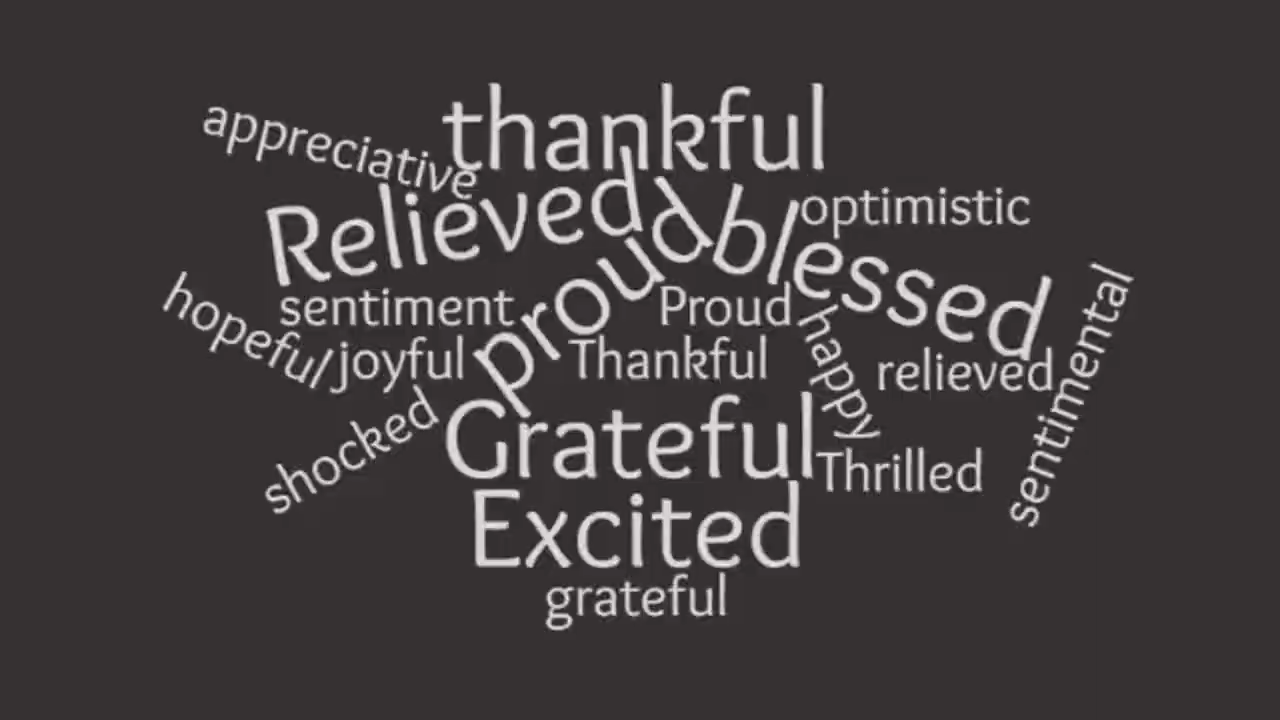 thankful
appreciative
Relieved
optimistic
blessed
proud
hopeful
sentiment
Proud
sentimental
joyful
Thankful
happy
relieved
shocked
Grateful
Thrilled
Excited
grateful